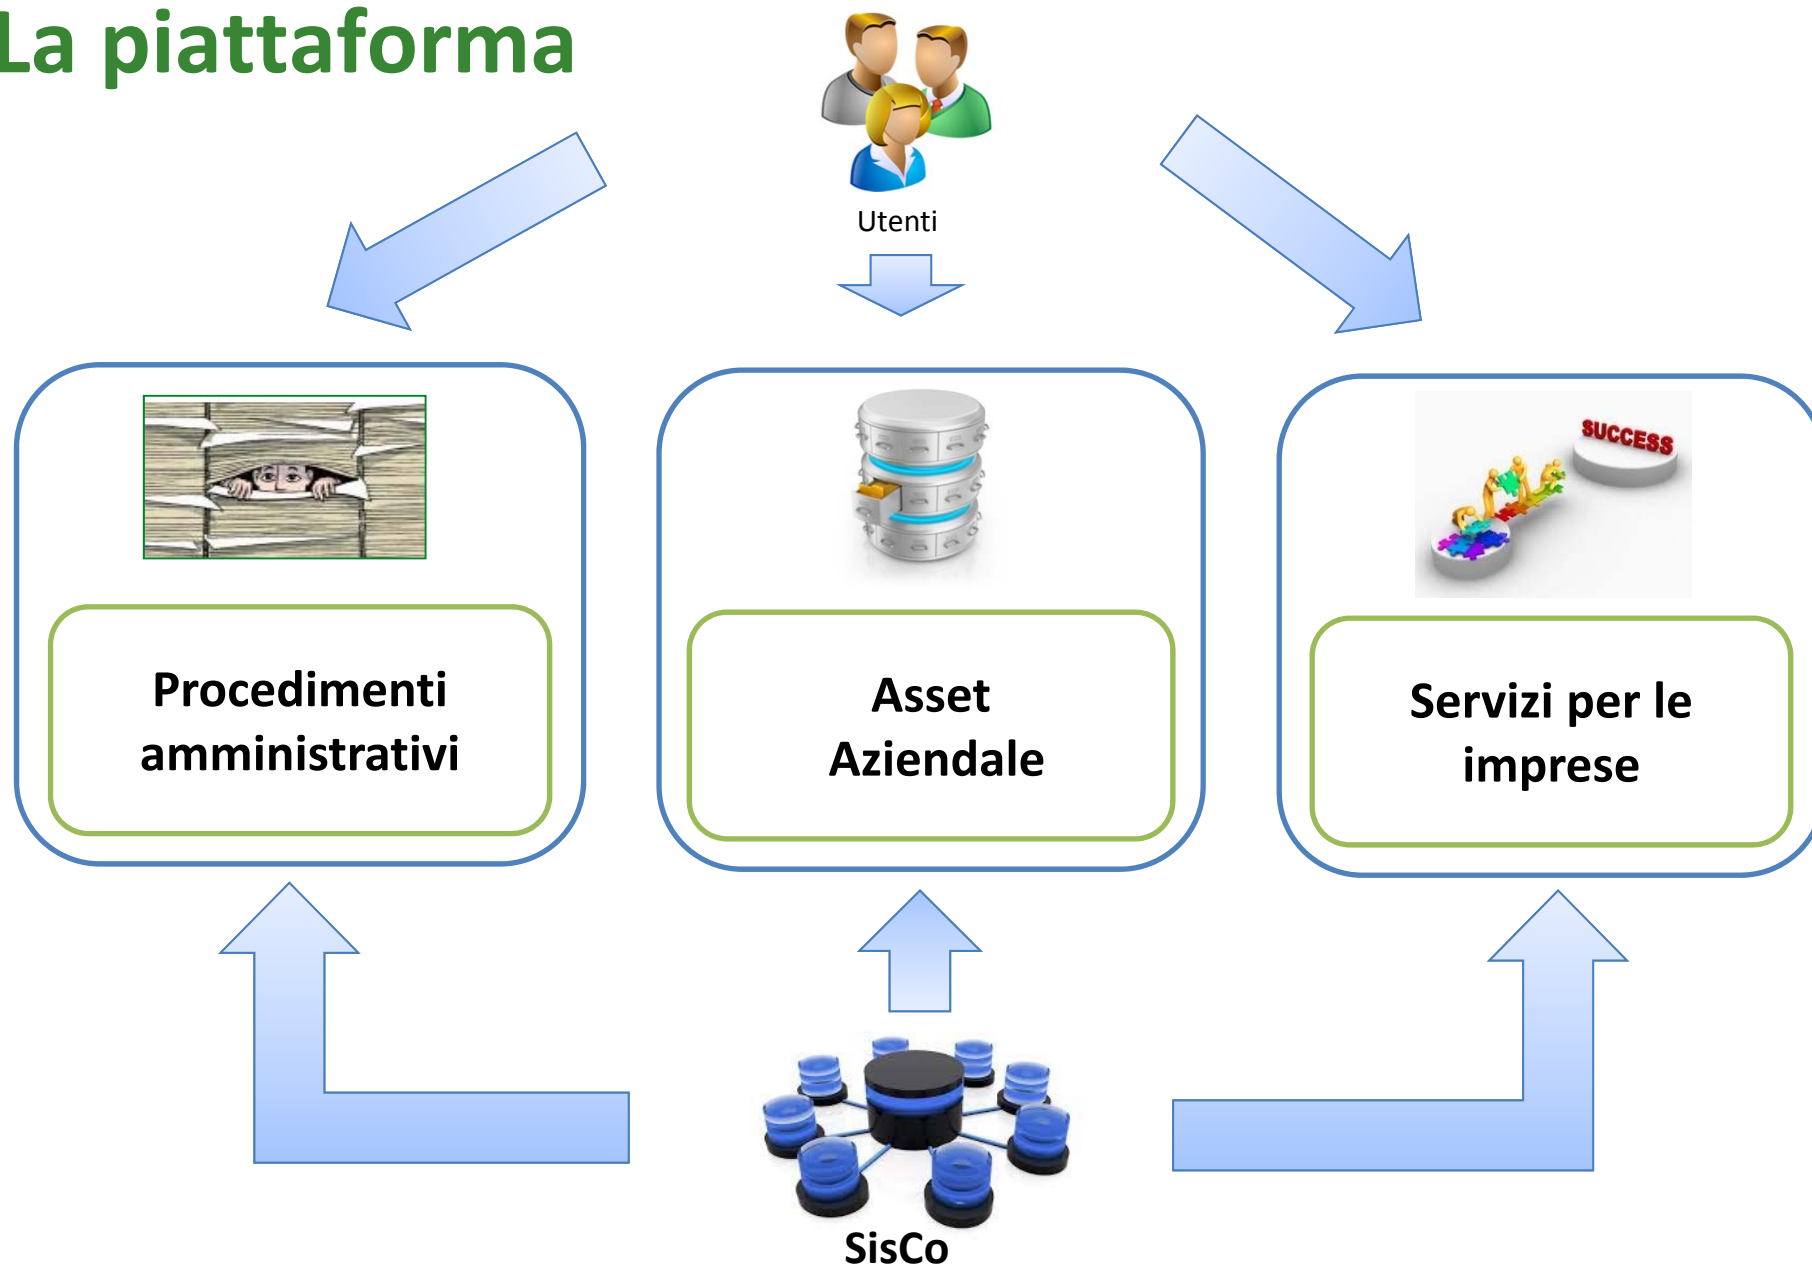 La piattaforma
Utenti
SUCCESS
Procedimenti
amministrativi
Asset
Aziendale
Servizi per le
imprese
SisCo